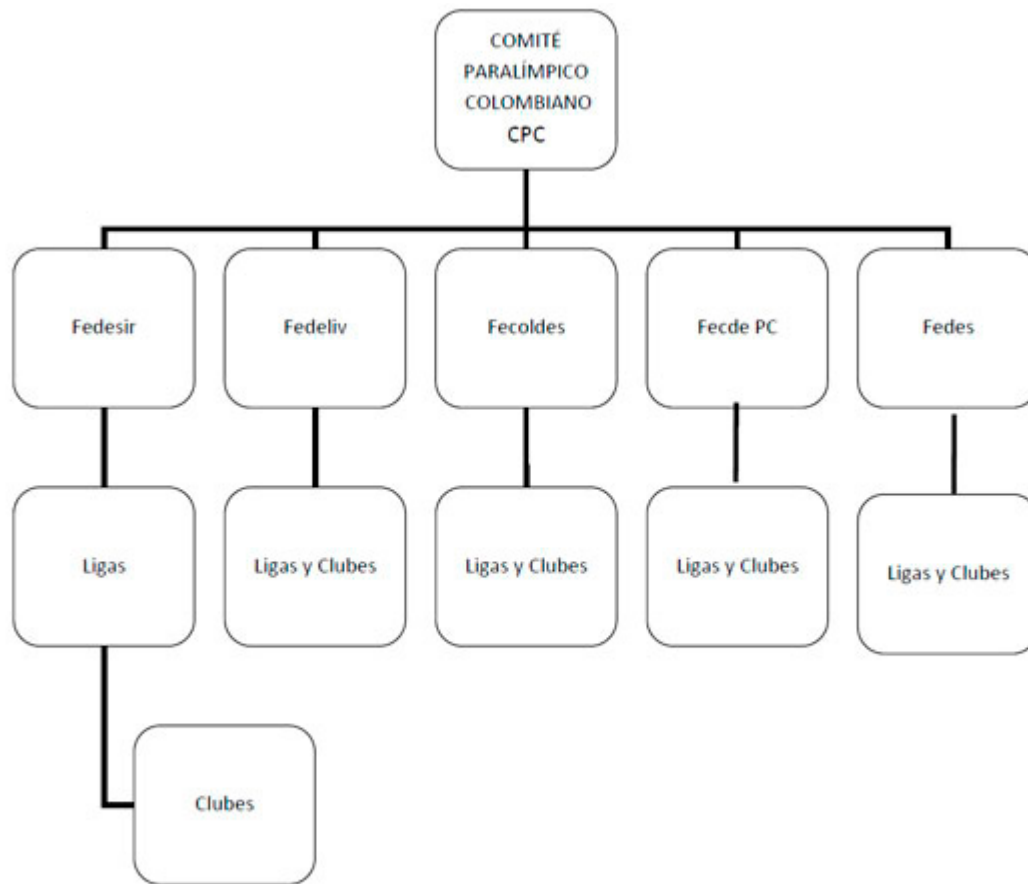 COMITÉ
PARALÍMPICO
COLOMBIANO
CPC
Fedesir
Fedeliv
Fecoldes
Fecde PC
Fedes
Ligas
Ligas y Clubes
Ligas y Clubes
Ligas y Clubes
Ligas y Clubes
Clubes